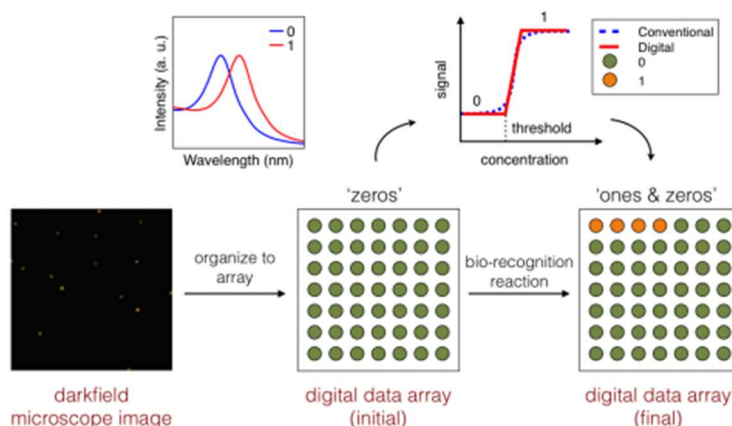 Intensity (a. u.)
0
1
Wavelength (nm)
signal
0
1
threshold
concentration
Conventional
Digital
0
1
'zeros'
'ones & zeros'
organize to
array
bio-recognition
reaction
darkfield
microscope image
digital data array
(initial)
digital data array
(final)